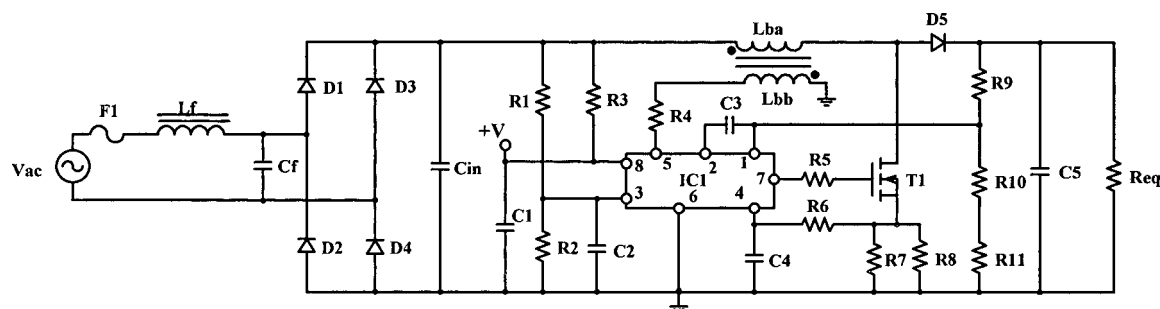 Lba
D5
D1
D3
R1
R3
R9
Lbb
F1
Lf
R4
C3
+V
Vac
Cf
Cin
8
5
2
1
IC1
7
R5
T1
R10
C5
Req
3
6
4
R6
C1
D2
D4
R2
C2
C4
R7
R8
R11